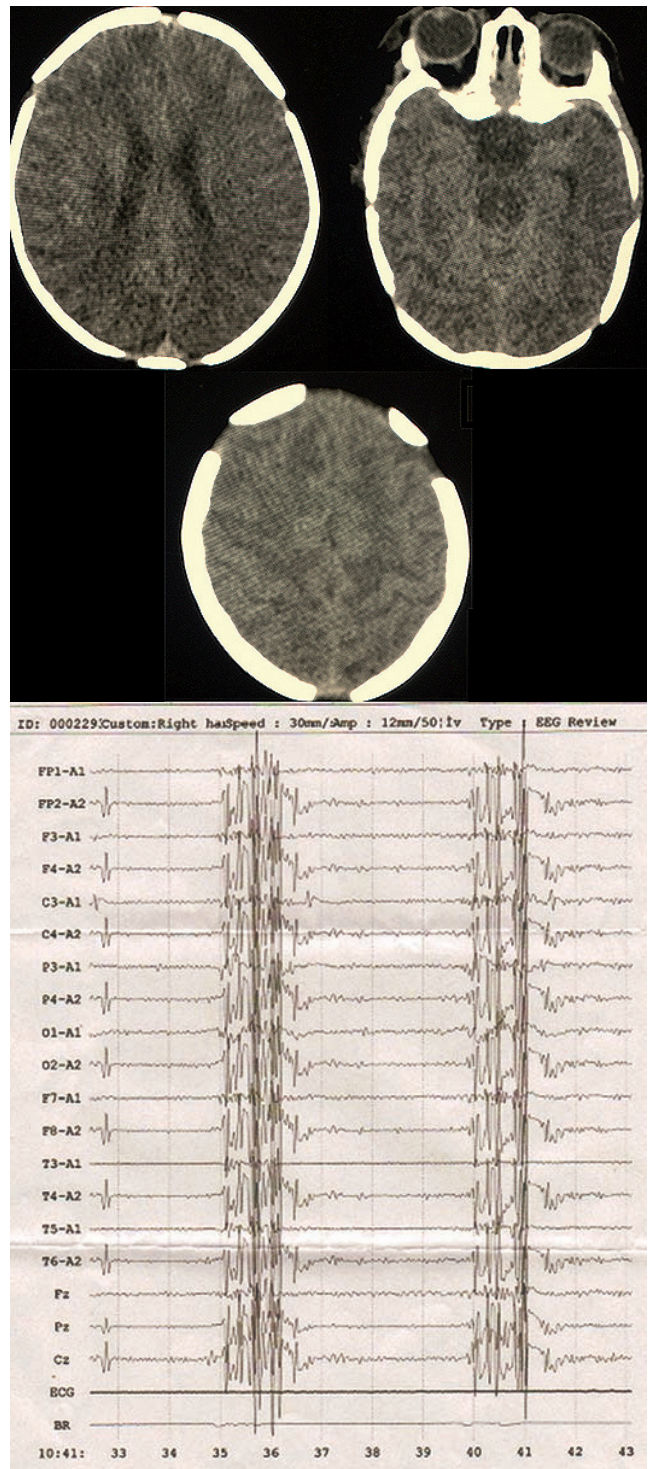 ID: 000229 Custom:Right ha Speed : 30mm/s Amp : 12mm/50¦Ìv Type : EEG Review
FP1-A1
FP2-A2
F3-A1
F4-A2
C3-A1
C4-A2
P3-A1
P4-A2
O1-A1
O2-A2
F7-A1
F8-A2
T3-A1
T4-A2
T5-A1
T6-A2
Fz
Pz
Cz
ECG
BR
10:41: 33 34 35 36 37 38 39 40 41 42 43